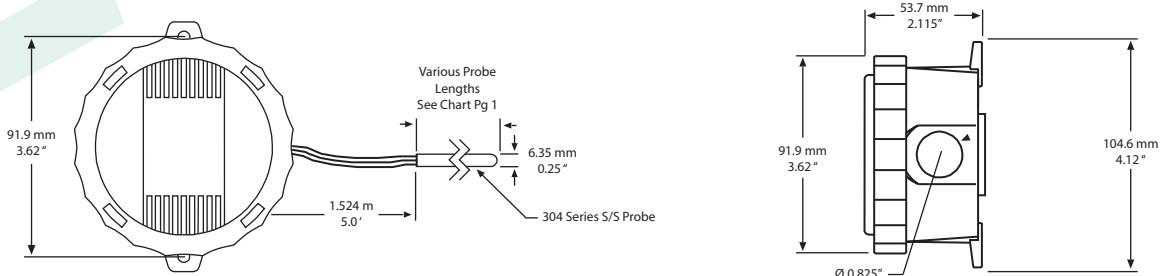 91.9 mm
3.62“
Various Probe
Lengths
See Chart Pg 1
6.35 mm
0.25“
1.524 m
5.0‘
304 Series S/S Probe
53.7 mm
2.115”
91.9 mm
3.62“
104.6 mm
4.12“
Ø 0.825”